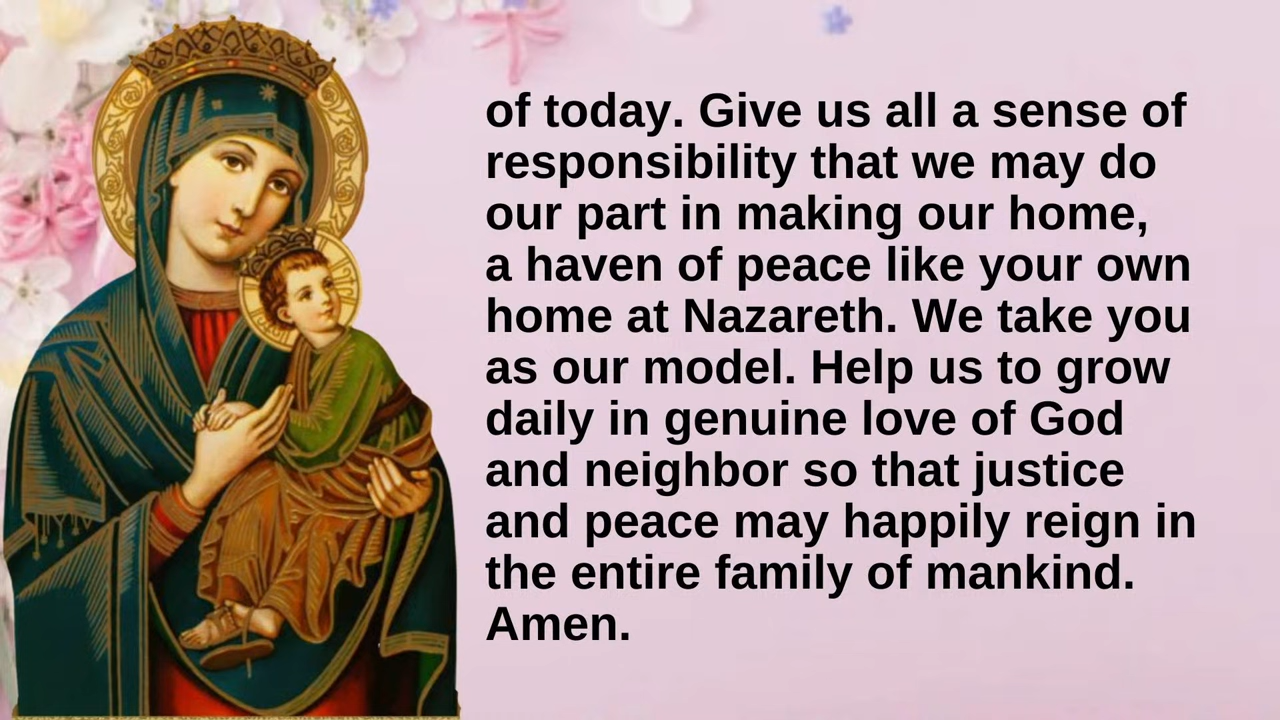 of today. Give us all a sense of
responsibility that we may do
our part in making our home,
a haven of peace like your own
home at Nazareth. We take you
as our model. Help us to grow
daily in genuine love of God
and neighbor so that justice
and peace may happily reign in
the entire family of mankind.
Amen.